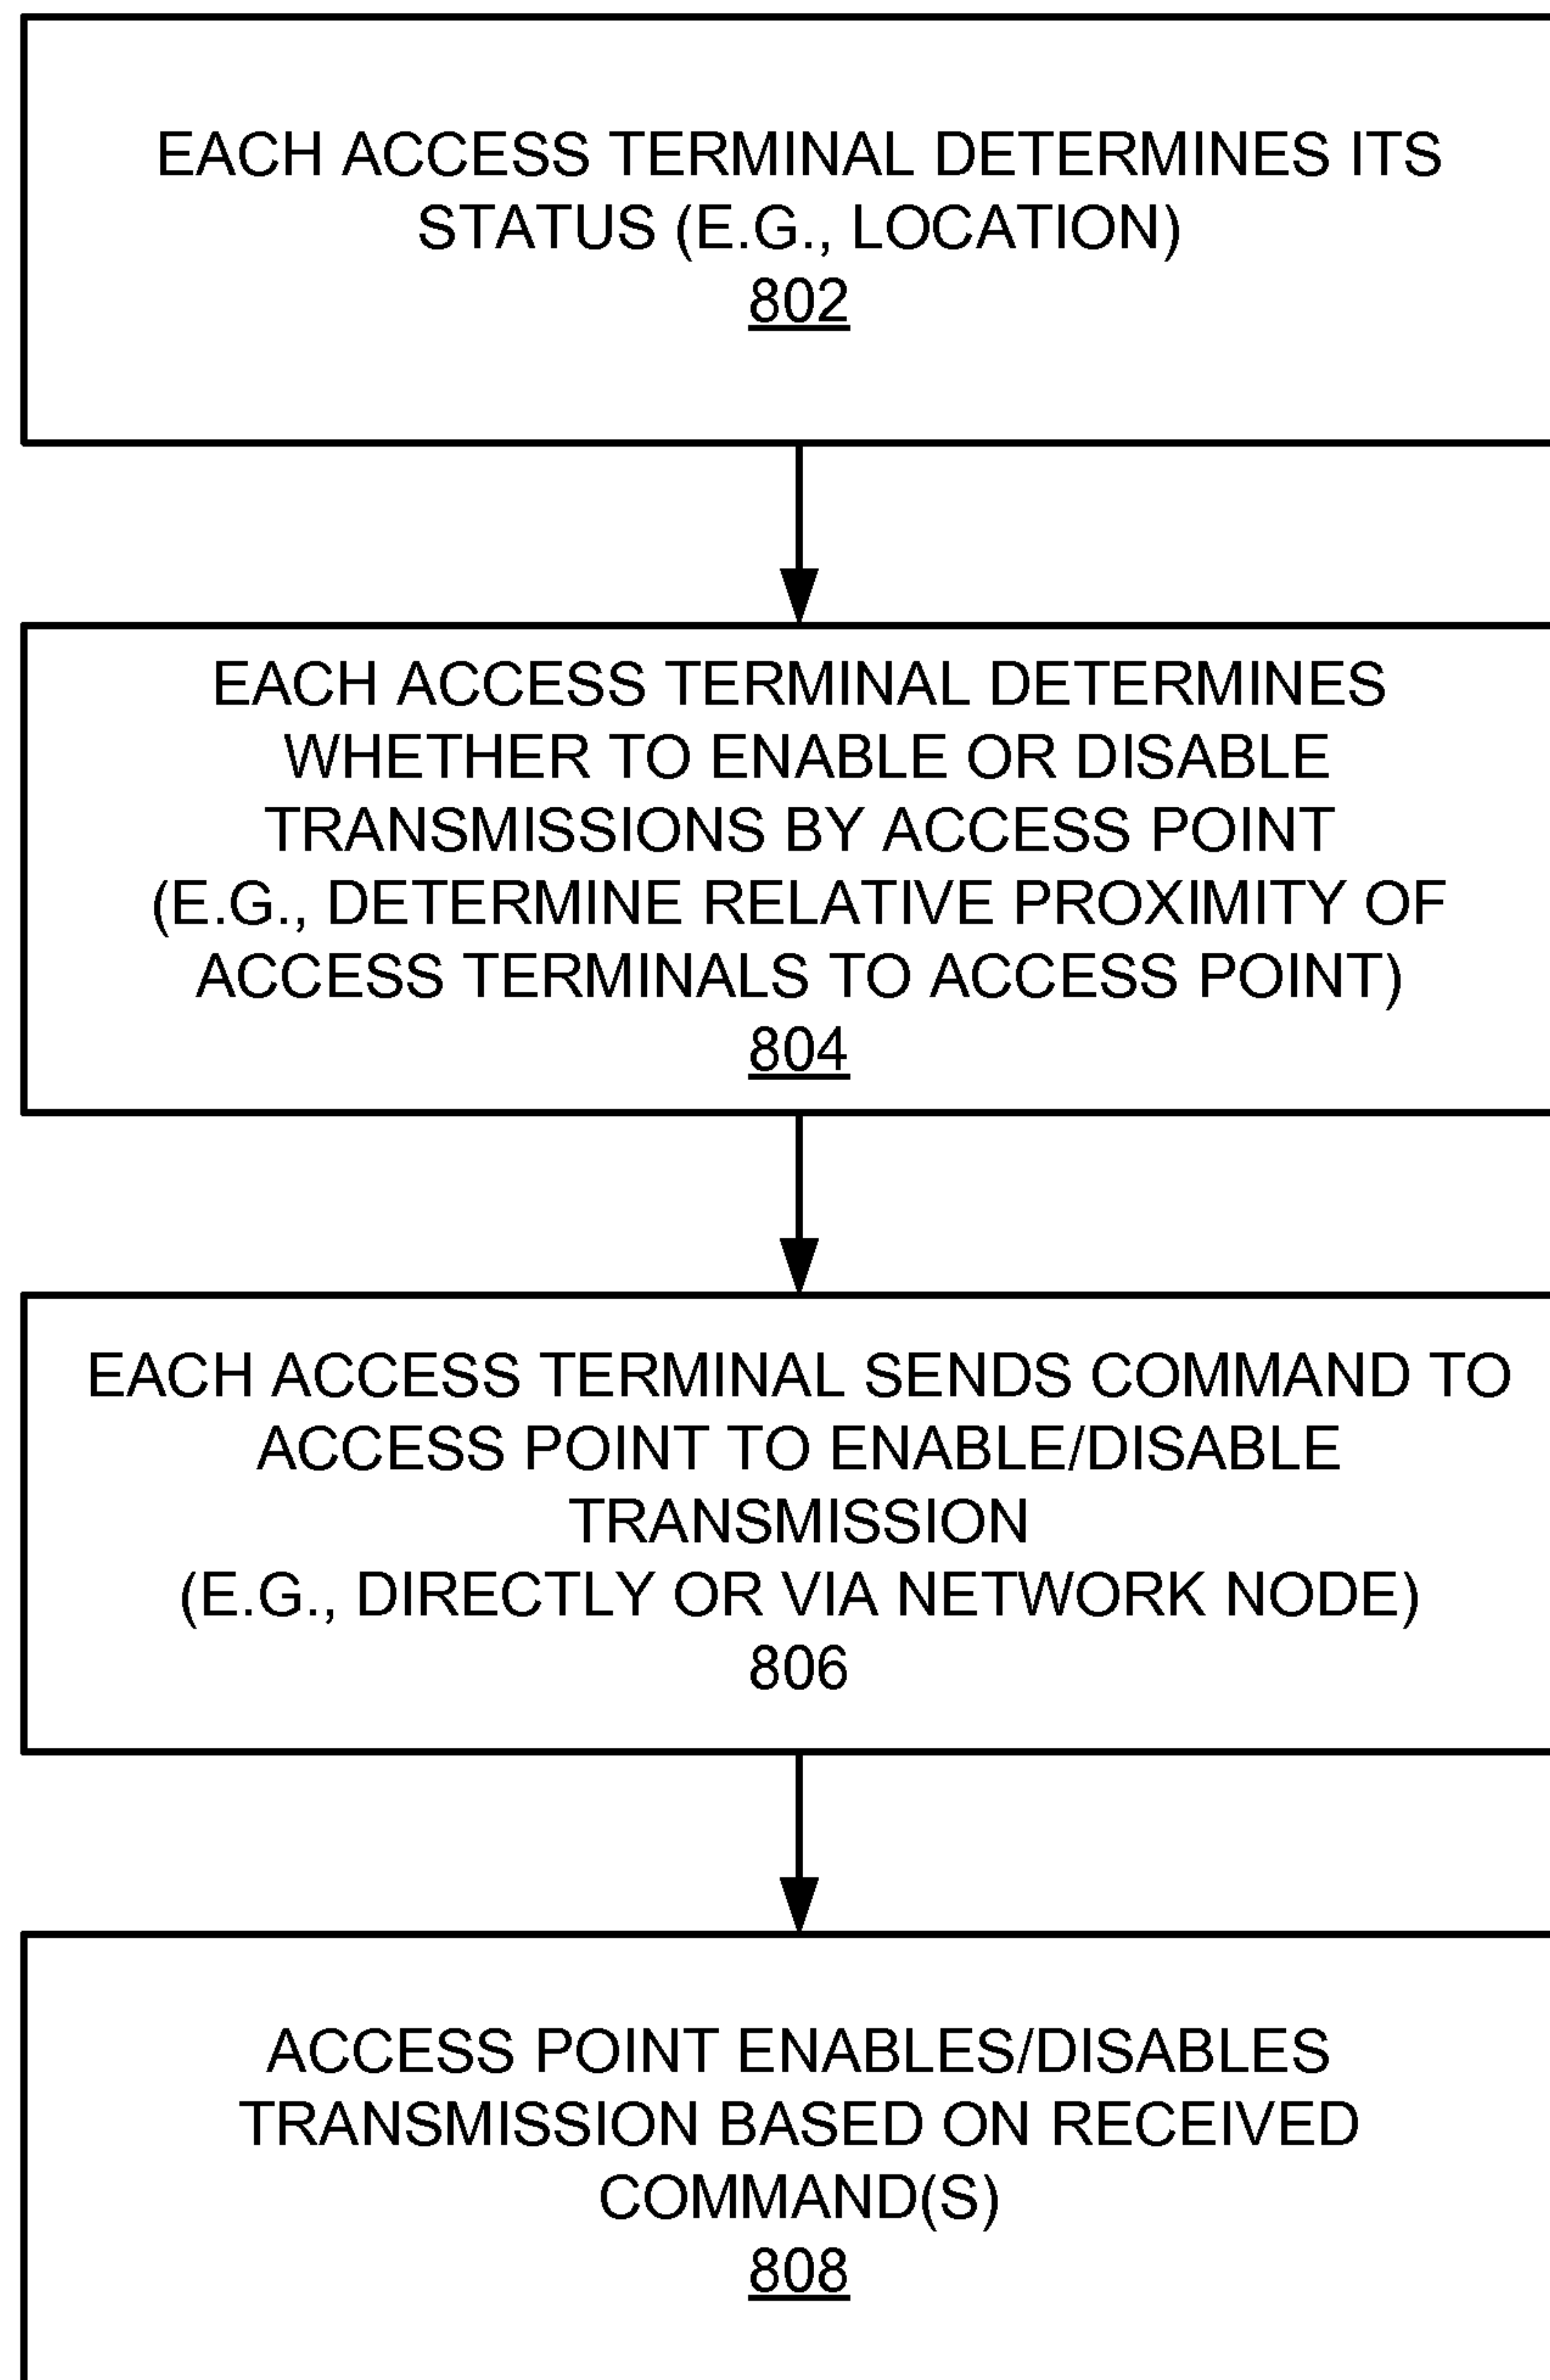 EACH ACCESS TERMINAL DETERMINES ITS
STATUS (E.G., LOCATION)
802
EACH ACCESS TERMINAL DETERMINES
WHETHER TO ENABLE OR DISABLE
TRANSMISSIONS BY ACCESS POINT
(E.G., DETERMINE RELATIVE PROXIMITY OF
ACCESS TERMINALS TO ACCESS POINT)
804
EACH ACCESS TERMINAL SENDS COMMAND TO
ACCESS POINT TO ENABLE/DISABLE
TRANSMISSION
(E.G., DIRECTLY OR VIA NETWORK NODE)
806
ACCESS POINT ENABLES/DISABLES
TRANSMISSION BASED ON RECEIVED
COMMAND(S)
808